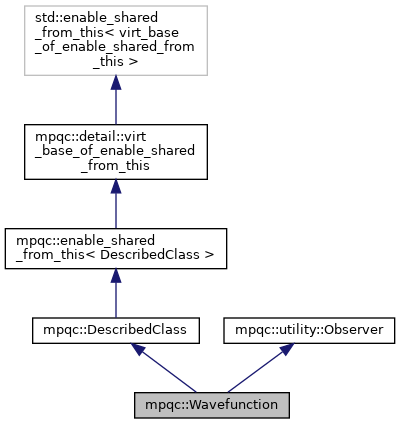 std::enable_shared
_from_this< virt_base
_of_enable_shared_from
_this >
mpqc::detail::virt
_base_of_enable_shared
_from_this
mpqc::enable_shared
_from_this< DescribedClass >
mpqc::DescribedClass
mpqc::utility::Observer
mpqc::Wavefunction